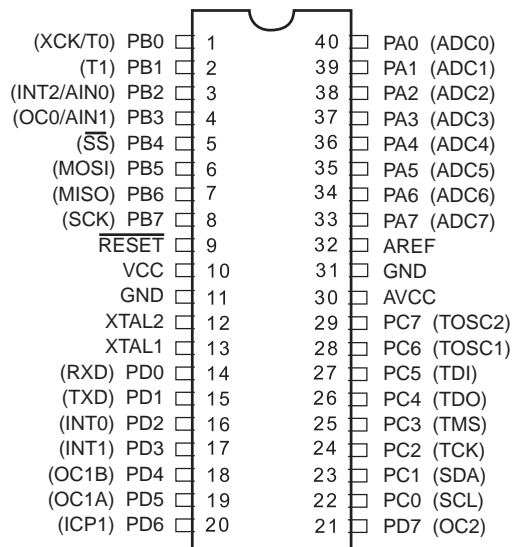 (XCK/T0) PB0 1 40 PA0 (ADC0)
(T1) PB1 2 39 PA1 (ADC1)
(INT2/AIN0) PB2 3 38 PA2 (ADC2)
(OC0/AIN1) PB3 4 37 PA3 (ADC3)
(SS) PB4 5 36 PA4 (ADC4)
(MOSI) PB5 6 35 PA5 (ADC5)
(MISO) PB6 7 34 PA6 (ADC6)
(SCK) PB7 8 33 PA7 (ADC7)
RESET 9 32 AREF
VCC 10 31 GND
GND 11 30 AVCC
XTAL2 12 29 PC7 (TOSC2)
XTAL1 13 28 PC6 (TOSC1)
(RXD) PD0 14 27 PC5 (TDI)
(TXD) PD1 15 26 PC4 (TDO)
(INT0) PD2 16 25 PC3 (TMS)
(INT1) PD3 17 24 PC2 (TCK)
(OC1B) PD4 18 23 PC1 (SDA)
(OC1A) PD5 19 22 PC0 (SCL)
(ICP1) PD6 20 21 PD7 (OC2)